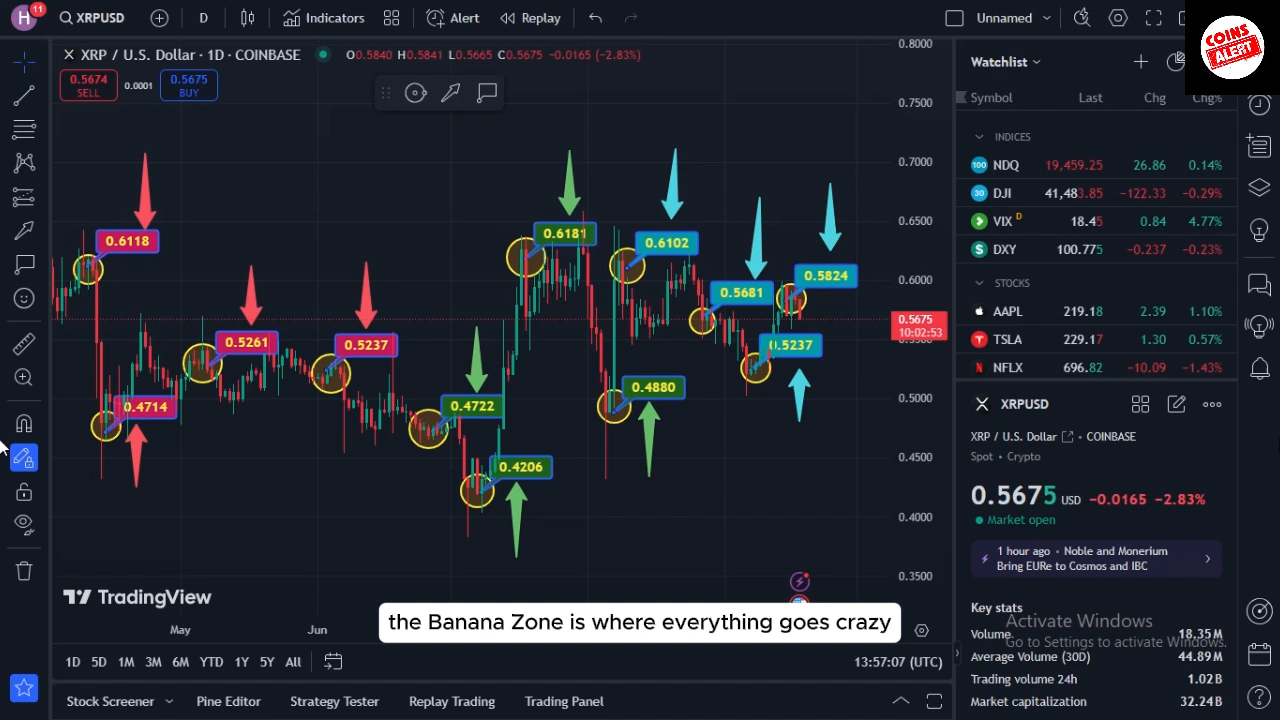 H 11 XRPUSD D Indicators Alert Replay Unnamed
COINS
ALERT
XRP / U.S. Dollar · 1D · COINBASE O0.5840 H0.5841 L0.5665 C0.5675 -0.0165 (-2.83%)
0.5674 0.0001 0.5675
SELL BUY
0.8000
0.7500
0.7000
0.6500
0.6000
0.5675
10:02:53
0.5000
0.4500
0.4000
0.3500
0.6118
0.4714
0.5261
0.5237
0.4722
0.4206
0.6181
0.6102
0.4880
0.5681
0.5237
0.5824
TradingView
the Banana Zone is where everything goes crazy
May Jun
1D 5D 1M 3M 6M YTD 1Y 5Y All 13:57:07 (UTC)
Stock Screener Pine Editor Strategy Tester Replay Trading Trading Panel
Watchlist
Symbol Last Chg Chg%
INDICES
100 NDQ 19,459.25 26.86 0.14%
30 DJI 41,483.85 -122.33 -0.29%
VIX D 18.45 0.84 4.77%
DXY 100.775 -0.237 -0.23%
STOCKS
AAPL 219.18 2.39 1.10%
TSLA 229.17 1.30 0.57%
NFLX 696.82 -10.09 -1.43%
XRPUSD
XRP / U.S. Dollar COINBASE
Spot • Crypto
0.5675 USD -0.0165 -2.83%
Market open
1 hour ago • Noble and Monerium
Bring EURe to Cosmos and IBC
Key stats
Activate Windows
Volume 18.35M
Go to Settings to activate Windows.
Average Volume (30D) 44.89M
Trading volume 24h 1.02B
Market capitalization 32.24B